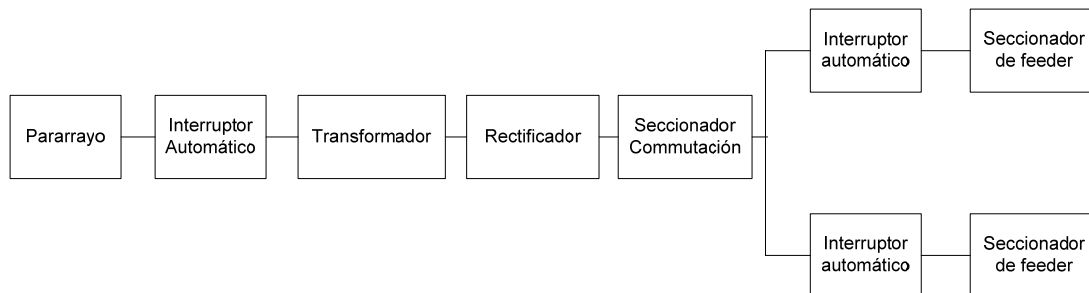 Pararrayo
Interruptor
Automático
Transformador
Rectificador
Seccionador
Commutación
Interruptor
automático
Seccionador
de feeder
Interruptor
automático
Seccionador
de feeder